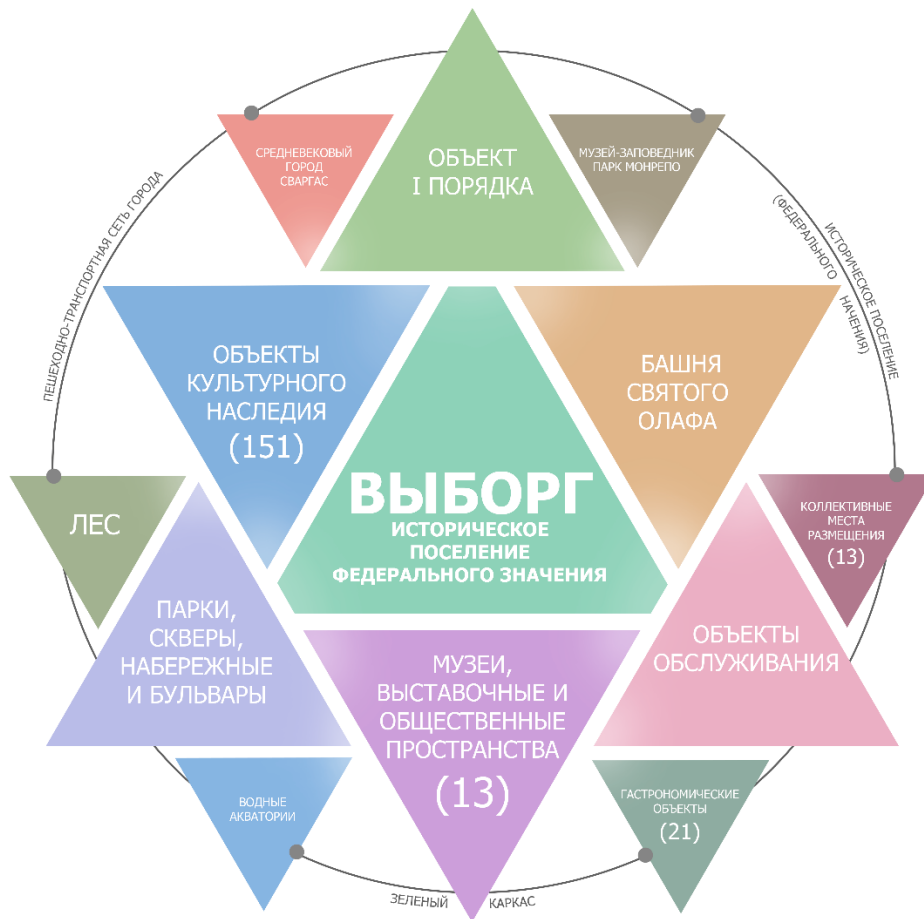 ОБЪЕКТ
I ПОРЯДКА
СРЕДНЕВЕКОВЫЙ
ГОРОД
СВАРГАС
МУЗЕЙ-ЗАПОВЕДНИК
ПАРК МОНРЕПО
ПЕШЕХОДНО-ТРАНСПОРТНАЯ СЕТЬ ГОРОДА
ИСТОРИЧЕСКОЕ ПОСЕЛЕНИЕ
(ФЕДЕРАЛЬНОГО НАЧЕНИЯ)
ОБЪЕКТЫ
КУЛЬТУРНОГО
НАСЛЕДИЯ
(151)
БАШНЯ
СВЯТОГО
ОЛАФА
ВЫБОРГ
ИСТОРИЧЕСКОЕ
ПОСЕЛЕНИЕ
ФЕДЕРАЛЬНОГО ЗНАЧЕНИЯ
ЛЕС
КОЛЛЕКТИВНЫЕ
МЕСТА
РАЗМЕЩЕНИЯ
(13)
ПАРКИ,
СКВЕРЫ,
НАБЕРЕЖНЫЕ
И БУЛЬВАРЫ
МУЗЕИ,
ВЫСТАВОЧНЫЕ И
ОБЩЕСТВЕННЫЕ
ПРОСТРАНСТВА
(13)
ОБЪЕКТЫ
ОБСЛУЖИВАНИЯ
ВОДНЫЕ
АКВАТОРИИ
ГАСТРОНОМИЧЕСКИЕ
ОБЪЕКТЫ
(21)
ЗЕЛЕНЫЙ КАРКАС